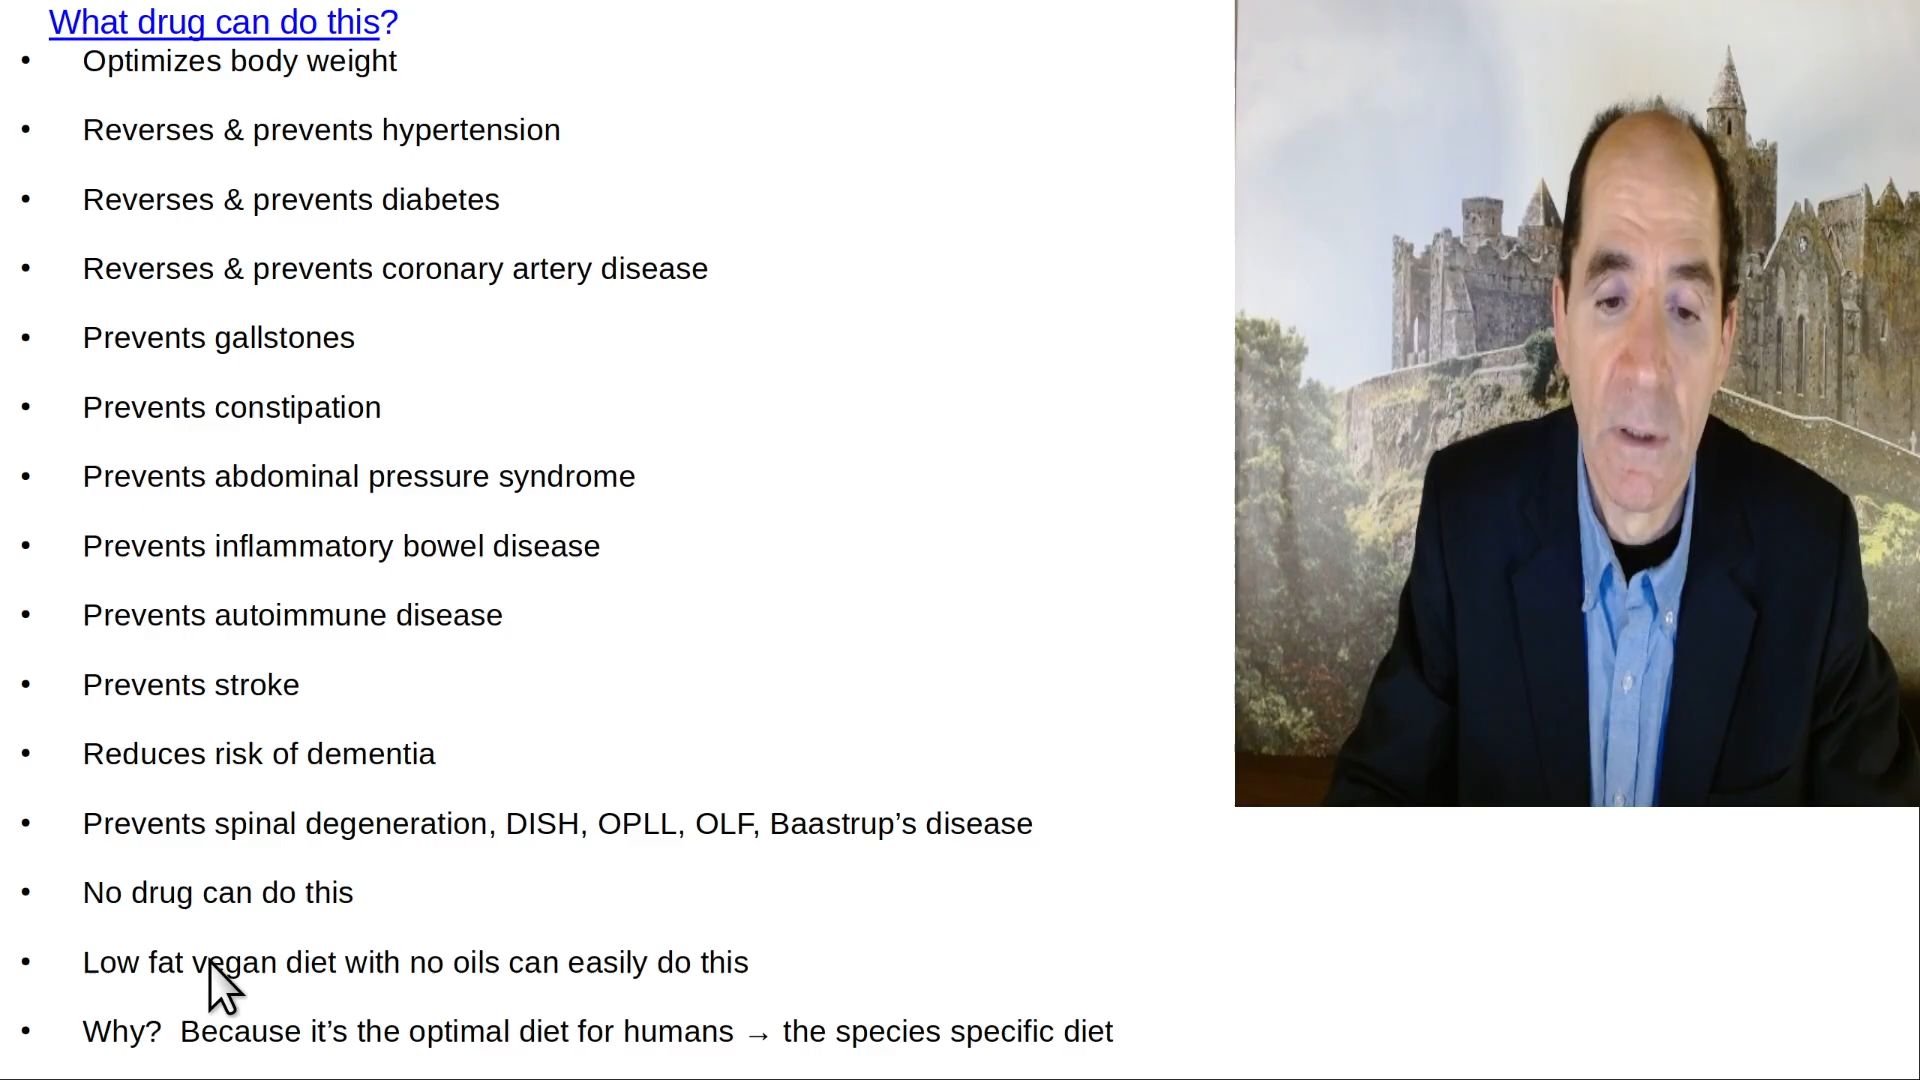 What drug can do this?
• Optimizes body weight
• Reverses & prevents hypertension
• Reverses & prevents diabetes
• Reverses & prevents coronary artery disease
• Prevents gallstones
• Prevents constipation
• Prevents abdominal pressure syndrome
• Prevents inflammatory bowel disease
• Prevents autoimmune disease
• Prevents stroke
• Reduces risk of dementia
• Prevents spinal degeneration, DISH, OPLL, OLF, Baastrup’s disease
• No drug can do this
• Low fat vegan diet with no oils can easily do this
• Why?  Because it’s the optimal diet for humans → the species specific diet